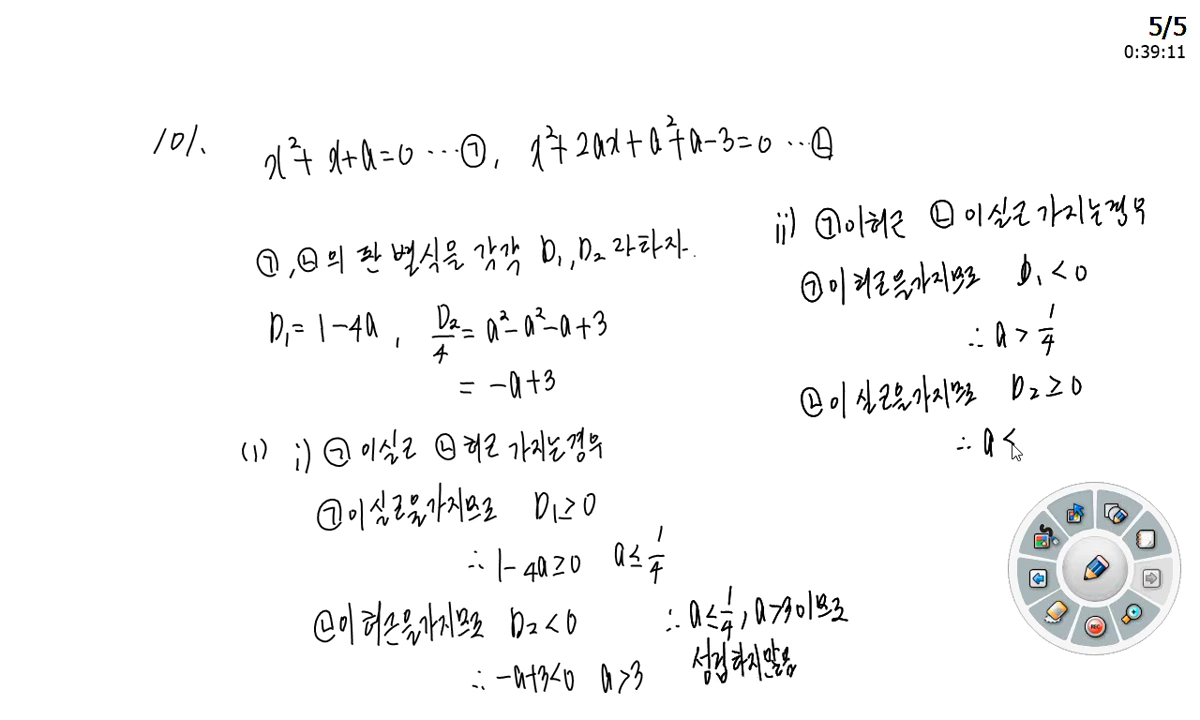 5/5
0:39:11
101.
x²+x+a=0 ⋯㉠, x²+2ax+a²+a-3=0 ⋯㉡
㉠,㉡의 판별식을 각각 D₁,D₂라 하자.
D₁=1-4a, D₂/4=a²-a²-a+3
=-a+3
(1) i) ㉠이실근 ㉡허근 가지는경우
㉠이실근을가지므로 D₁≥0
∴ 1-4a≥0 a≤1/4
㉡이허근을가지므로 D₂<0
∴ -a+3<0 a>3
∴ a≤1/4, a>3이므로
성립하지말음
ii) ㉠이허근 ㉡이실근가지는경우
㉠이허근을가지므로 D₁<0
∴ a>1/4
㉡이실근을가지므로 D₂≥0
∴ a<
REC